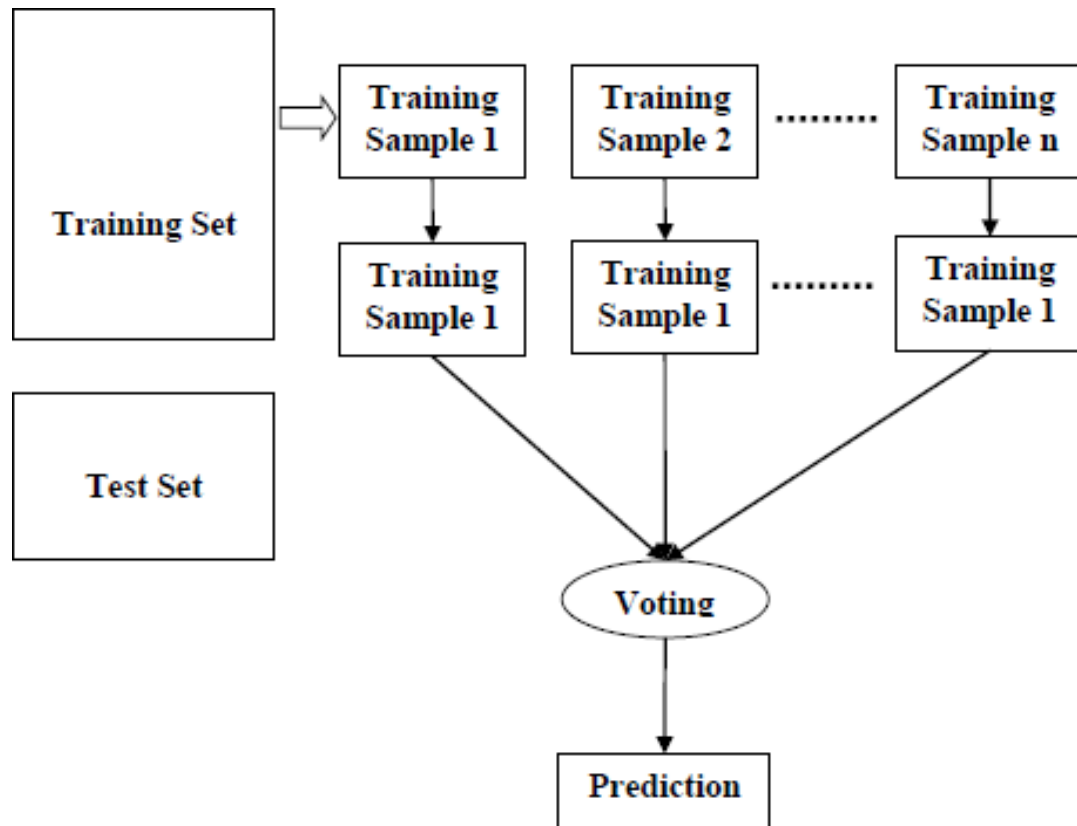 Training Set
Training
Sample 1
Training
Sample 2
Training
Sample n
Training
Sample 1
Training
Sample 1
Training
Sample 1
Test Set
Voting
Prediction